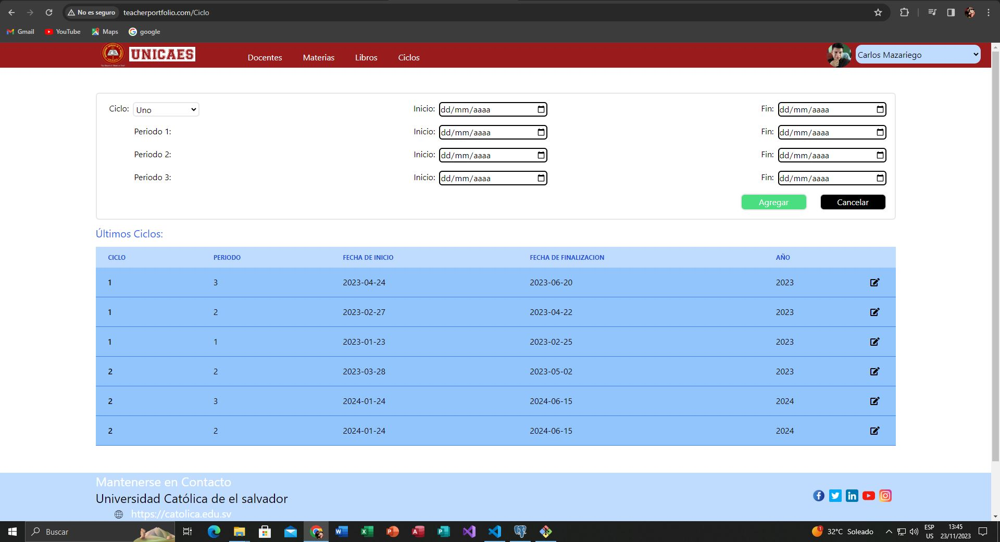 No es seguro teacherportfolio.com/Ciclo
Gmail YouTube Maps google
UNICAES Docentes Materias Libros Ciclos Carlos Mazariego
Ciclo: Uno Inicio: dd/mm/aaaa Fin: dd/mm/aaaa
Periodo 1: Inicio: dd/mm/aaaa Fin: dd/mm/aaaa
Periodo 2: Inicio: dd/mm/aaaa Fin: dd/mm/aaaa
Periodo 3: Inicio: dd/mm/aaaa Fin: dd/mm/aaaa
Agregar Cancelar
Últimos Ciclos:
CICLO PERIODO FECHA DE INICIO FECHA DE FINALIZACION AÑO
1 3 2023-04-24 2023-06-20 2023
1 2 2023-02-27 2023-04-22 2023
1 1 2023-01-23 2023-02-25 2023
2 2 2023-03-28 2023-05-02 2023
2 3 2024-01-24 2024-06-15 2024
2 2 2024-01-24 2024-06-15 2024
Mantenerse en Contacto
Universidad Católica de el salvador
https://catolica.edu.sv
Buscar 32°C Soleado ESP US 13:45 23/11/2023